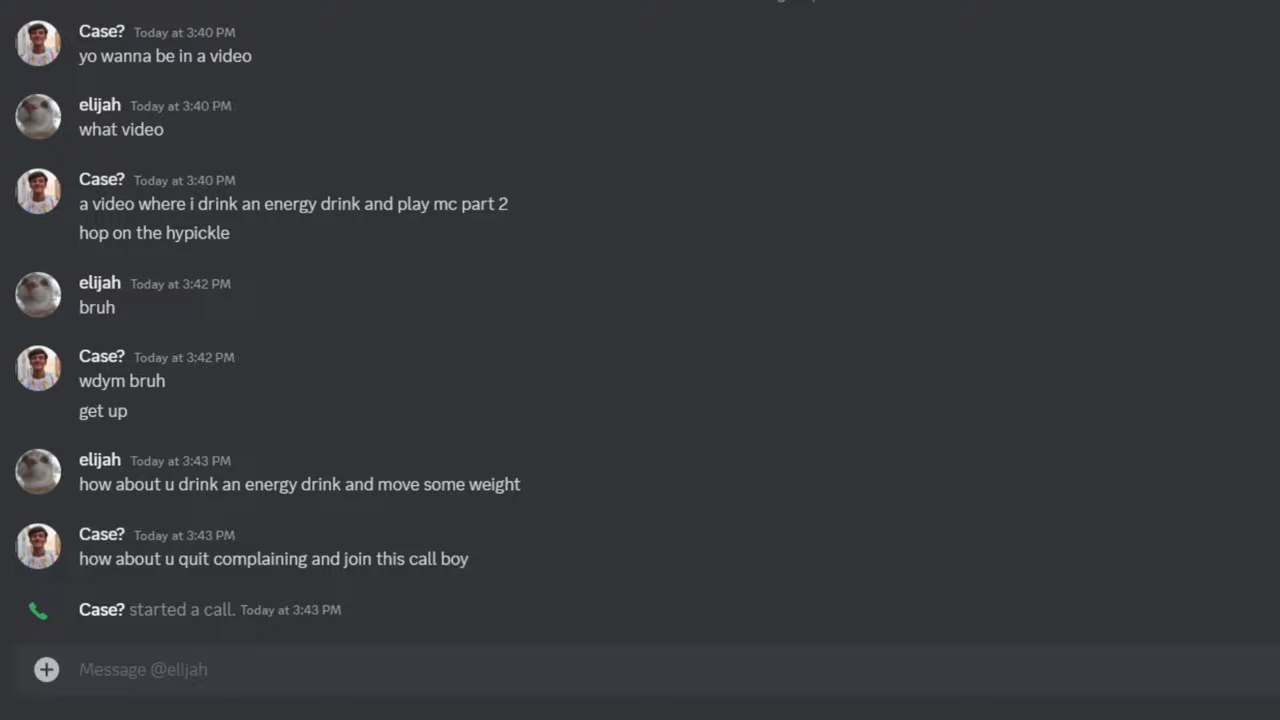 Case? Today at 3:40 PM
yo wanna be in a video
elijah Today at 3:40 PM
what video
Case? Today at 3:40 PM
a video where i drink an energy drink and play mc part 2
hop on the hypickle
elijah Today at 3:42 PM
bruh
Case? Today at 3:42 PM
wdym bruh
get up
elijah Today at 3:43 PM
how about u drink an energy drink and move some weight
Case? Today at 3:43 PM
how about u quit complaining and join this call boy
Case? started a call. Today at 3:43 PM
Message @elijah